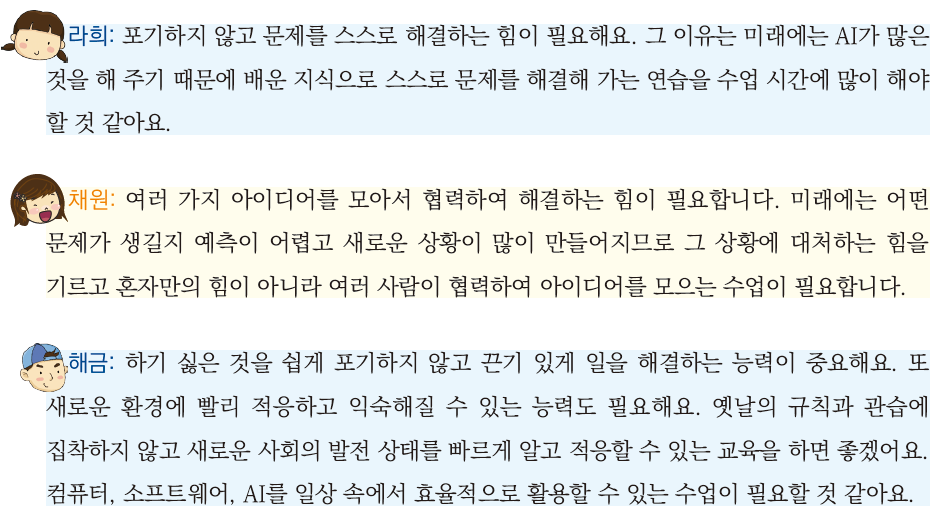 라희: 포기하지 않고 문제를 스스로 해결하는 힘이 필요해요. 그 이유는 미래에는 AI가 많은
것을 해 주기 때문에 배운 지식으로 스스로 문제를 해결해 가는 연습을 수업 시간에 많이 해야
할 것 같아요.
채원: 여러 가지 아이디어를 모아서 협력하여 해결하는 힘이 필요합니다. 미래에는 어떤
문제가 생길지 예측이 어렵고 새로운 상황이 많이 만들어지므로 그 상황에 대처하는 힘을
기르고 혼자만의 힘이 아니라 여러 사람이 협력하여 아이디어를 모으는 수업이 필요합니다.
해금: 하기 싫은 것을 쉽게 포기하지 않고 끈기 있게 일을 해결하는 능력이 중요해요. 또
새로운 환경에 빨리 적응하고 익숙해질 수 있는 능력도 필요해요. 옛날의 규칙과 관습에
집착하지 않고 새로운 사회의 발전 상태를 빠르게 알고 적응할 수 있는 교육을 하면 좋겠어요.
컴퓨터, 소프트웨어, AI를 일상 속에서 효율적으로 활용할 수 있는 수업이 필요할 것 같아요.